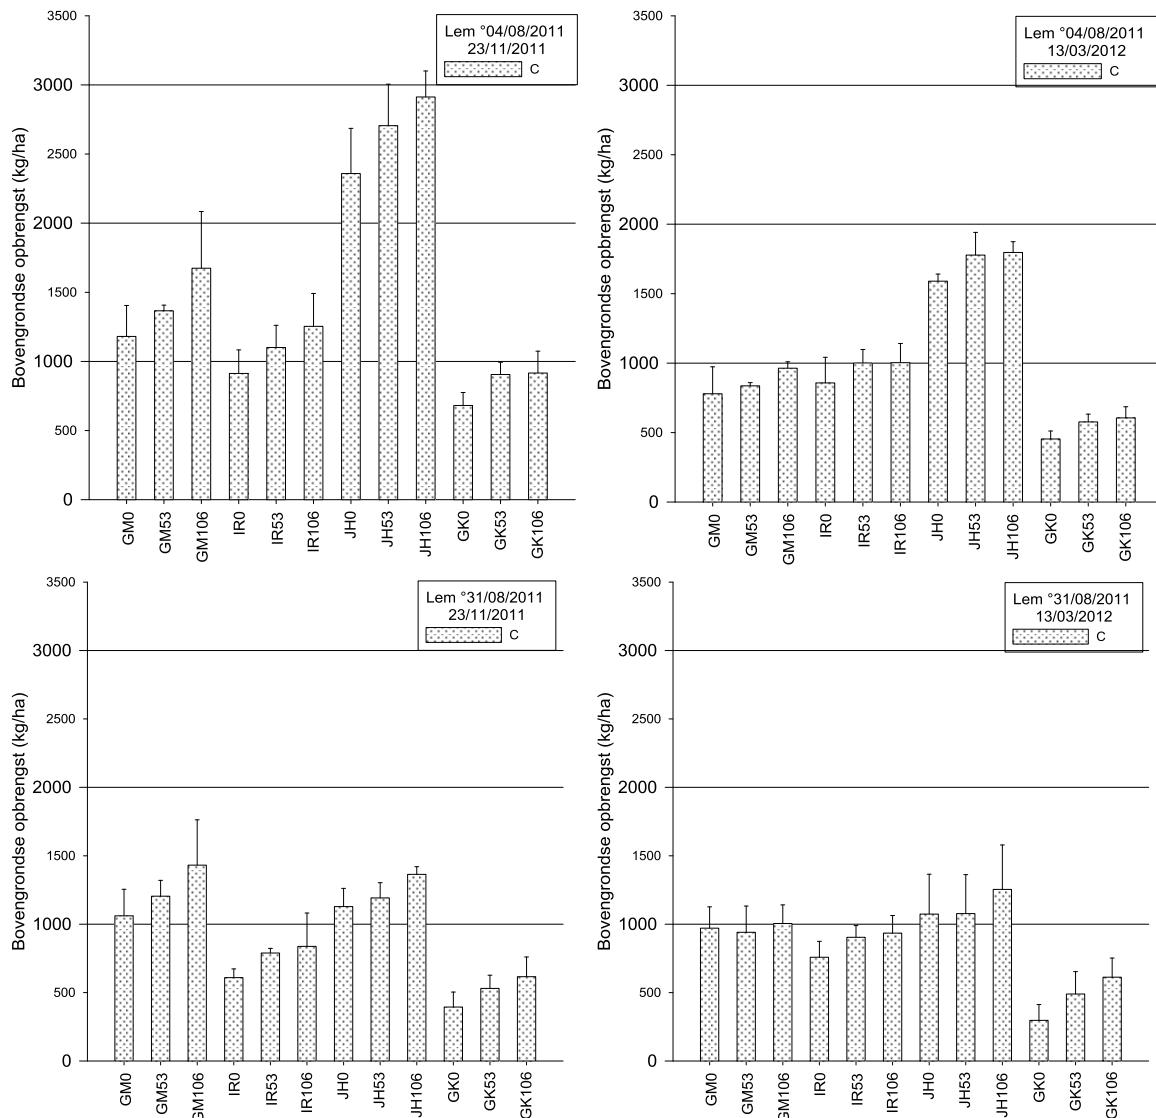 Bovengrondse opbrengst (kg/ha)
3500
3000
2500
2000
1500
1000
500
0
Lem °04/08/2011
23/11/2011
C
GM0 GM53 GM106 IR0 IR53 IR106 JH0 JH53 JH106 GK0 GK53 GK106
Bovengrondse opbrengst (kg/ha)
3500
3000
2500
2000
1500
1000
500
0
Lem °04/08/2011
13/03/2012
C
GM0 GM53 GM106 IR0 IR53 IR106 JH0 JH53 JH106 GK0 GK53 GK106
Bovengrondse opbrengst (kg/ha)
3500
3000
2500
2000
1500
1000
500
0
Lem °31/08/2011
23/11/2011
C
GM0 GM53 GM106 IR0 IR53 IR106 JH0 JH53 JH106 GK0 GK53 GK106
Bovengrondse opbrengst (kg/ha)
3500
3000
2500
2000
1500
1000
500
0
Lem °31/08/2011
13/03/2012
C
GM0 GM53 GM106 IR0 IR53 IR106 JH0 JH53 JH106 GK0 GK53 GK106